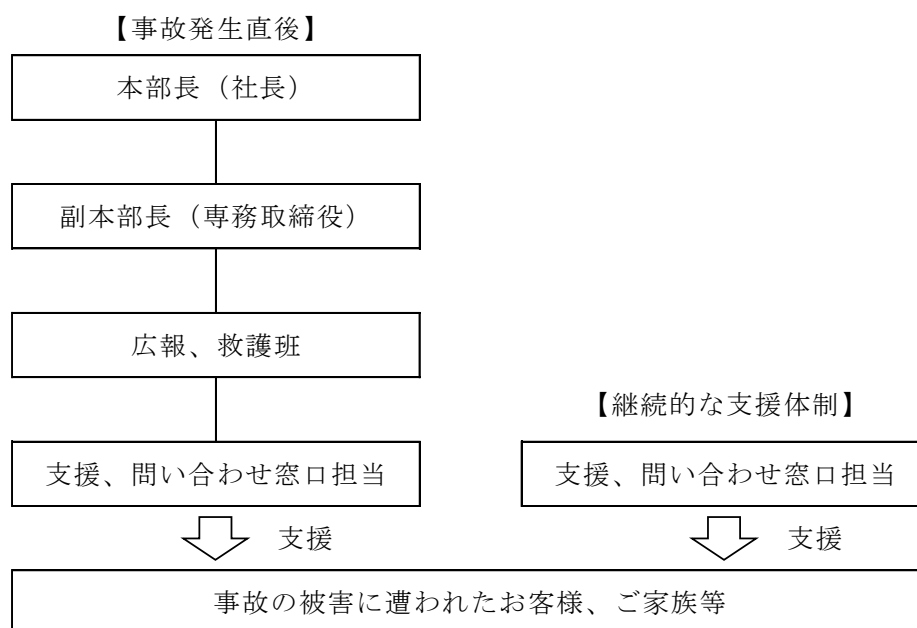 【事故発生直後】
本部長（社長）
副本部長（専務取締役）
広報、救護班
【継続的な支援体制】
支援、問い合わせ窓口担当
支援、問い合わせ窓口担当
支援
支援
事故の被害に遭われたお客様、ご家族等